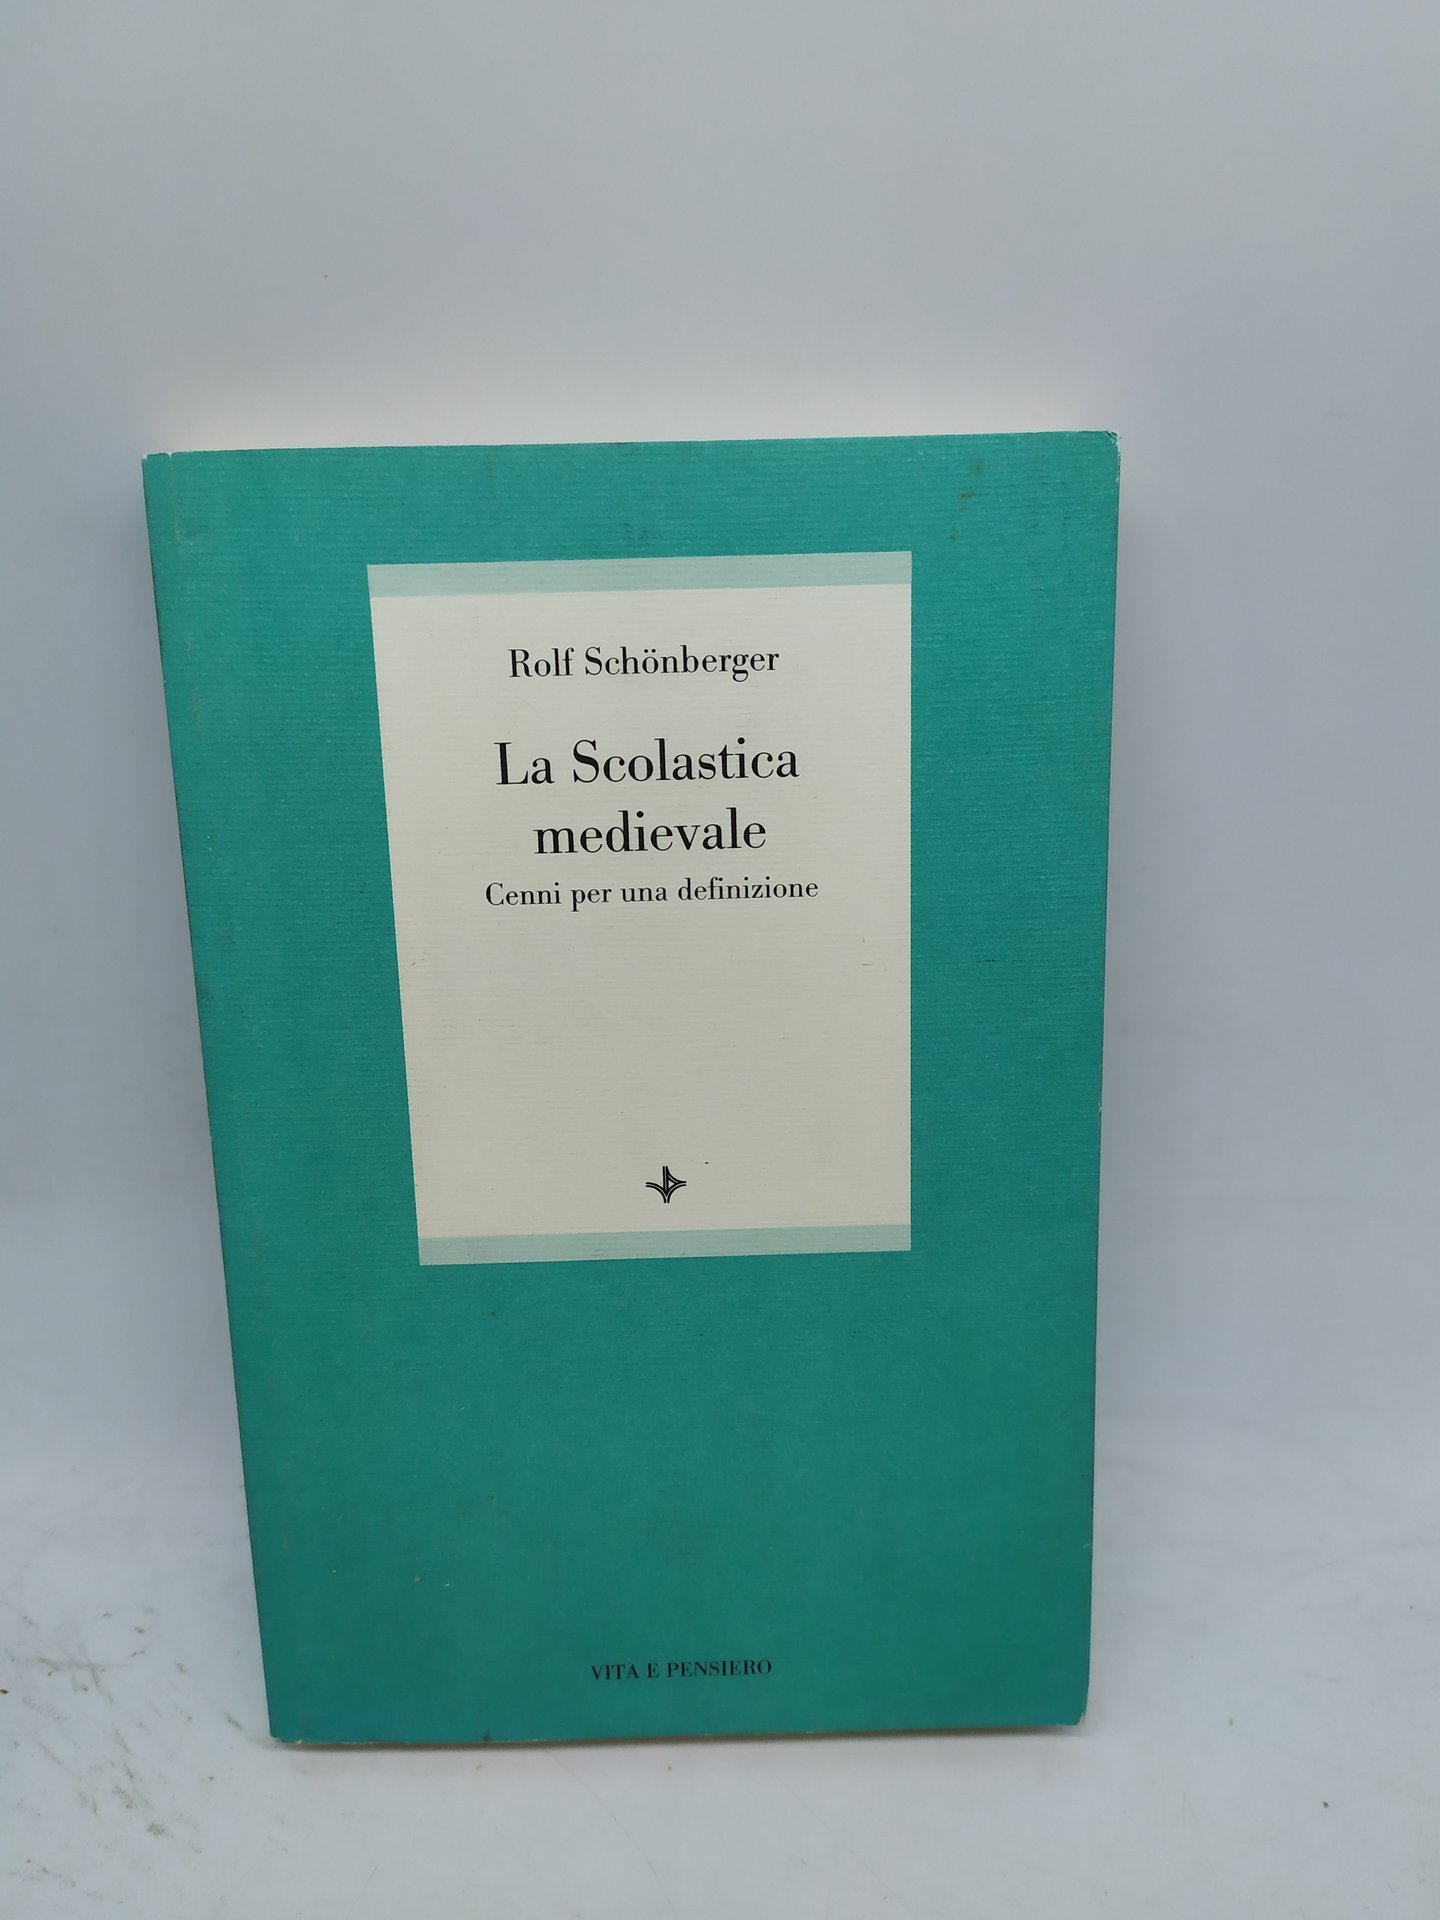 Rolf Schönberger
La Scolastica
medievale
Cenni per una definizione
VITA E PENSIERO